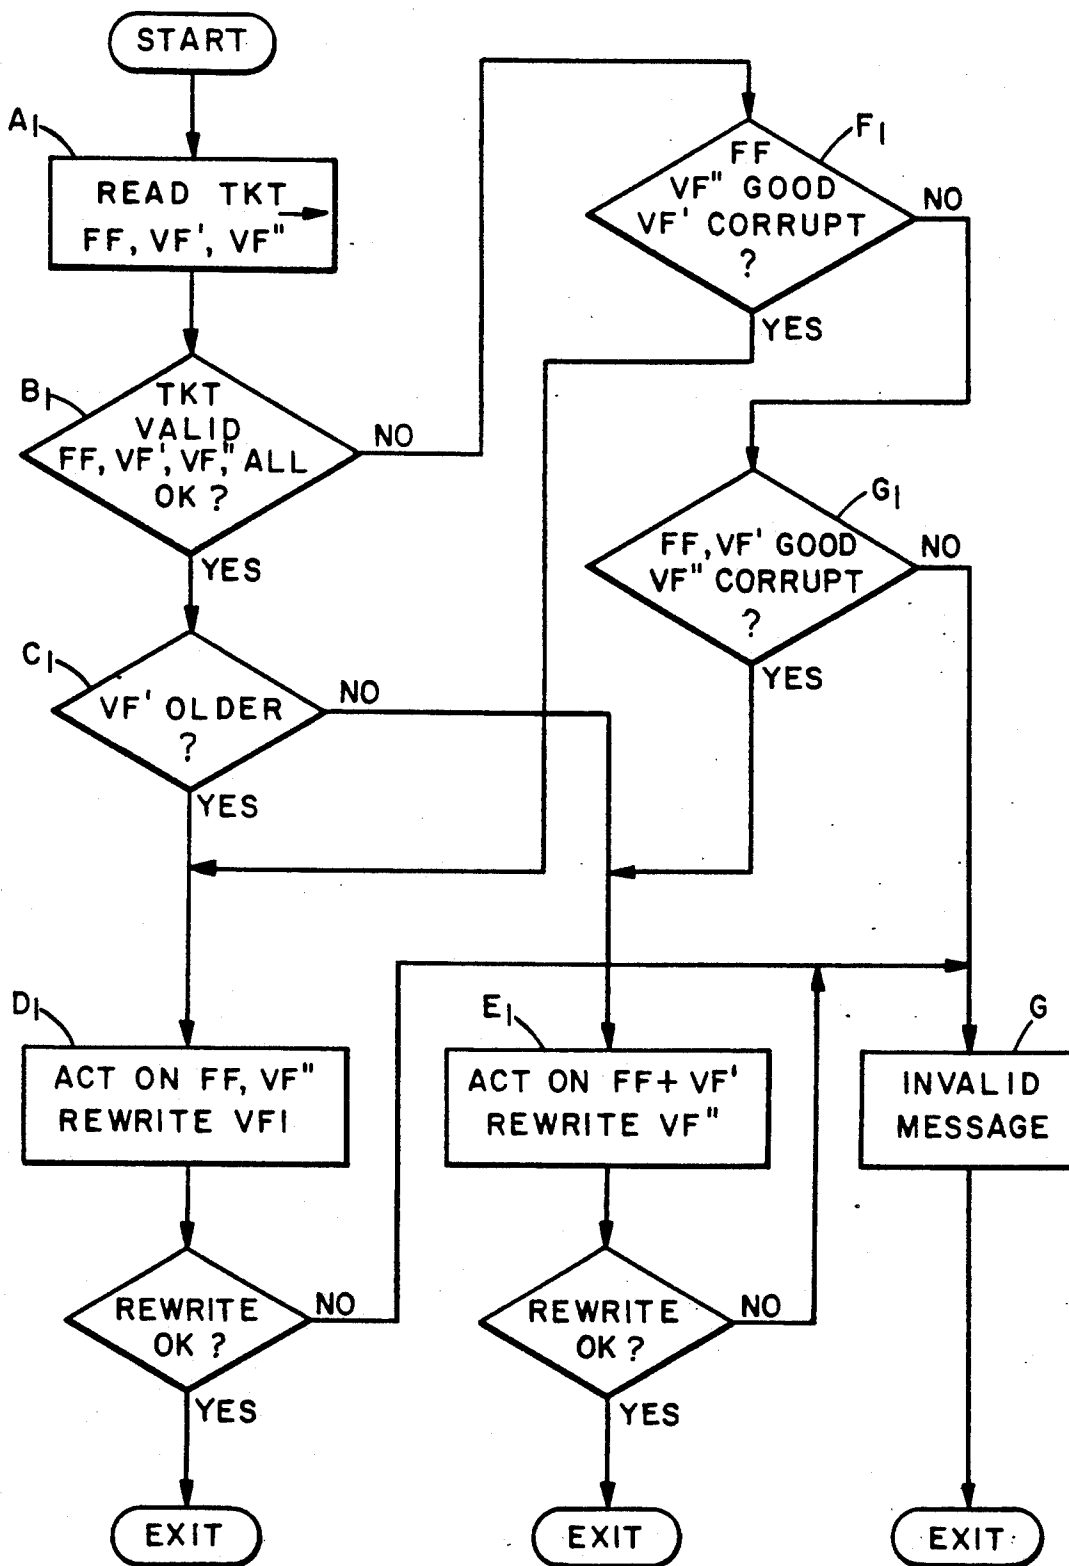 START
A1
READ TKT
FF, VF', VF"
B1
TKT
VALID
FF, VF', VF," ALL
OK ?
NO
YES
C1
VF' OLDER
?
NO
YES
F1
FF
VF" GOOD
VF' CORRUPT
?
NO
YES
G1
FF, VF' GOOD
VF" CORRUPT
?
NO
YES
D1
ACT ON FF, VF"
REWRITE VF1
REWRITE
OK ?
NO
YES
EXIT
E1
ACT ON FF + VF'
REWRITE VF"
REWRITE
OK ?
NO
YES
EXIT
G
INVALID
MESSAGE
EXIT